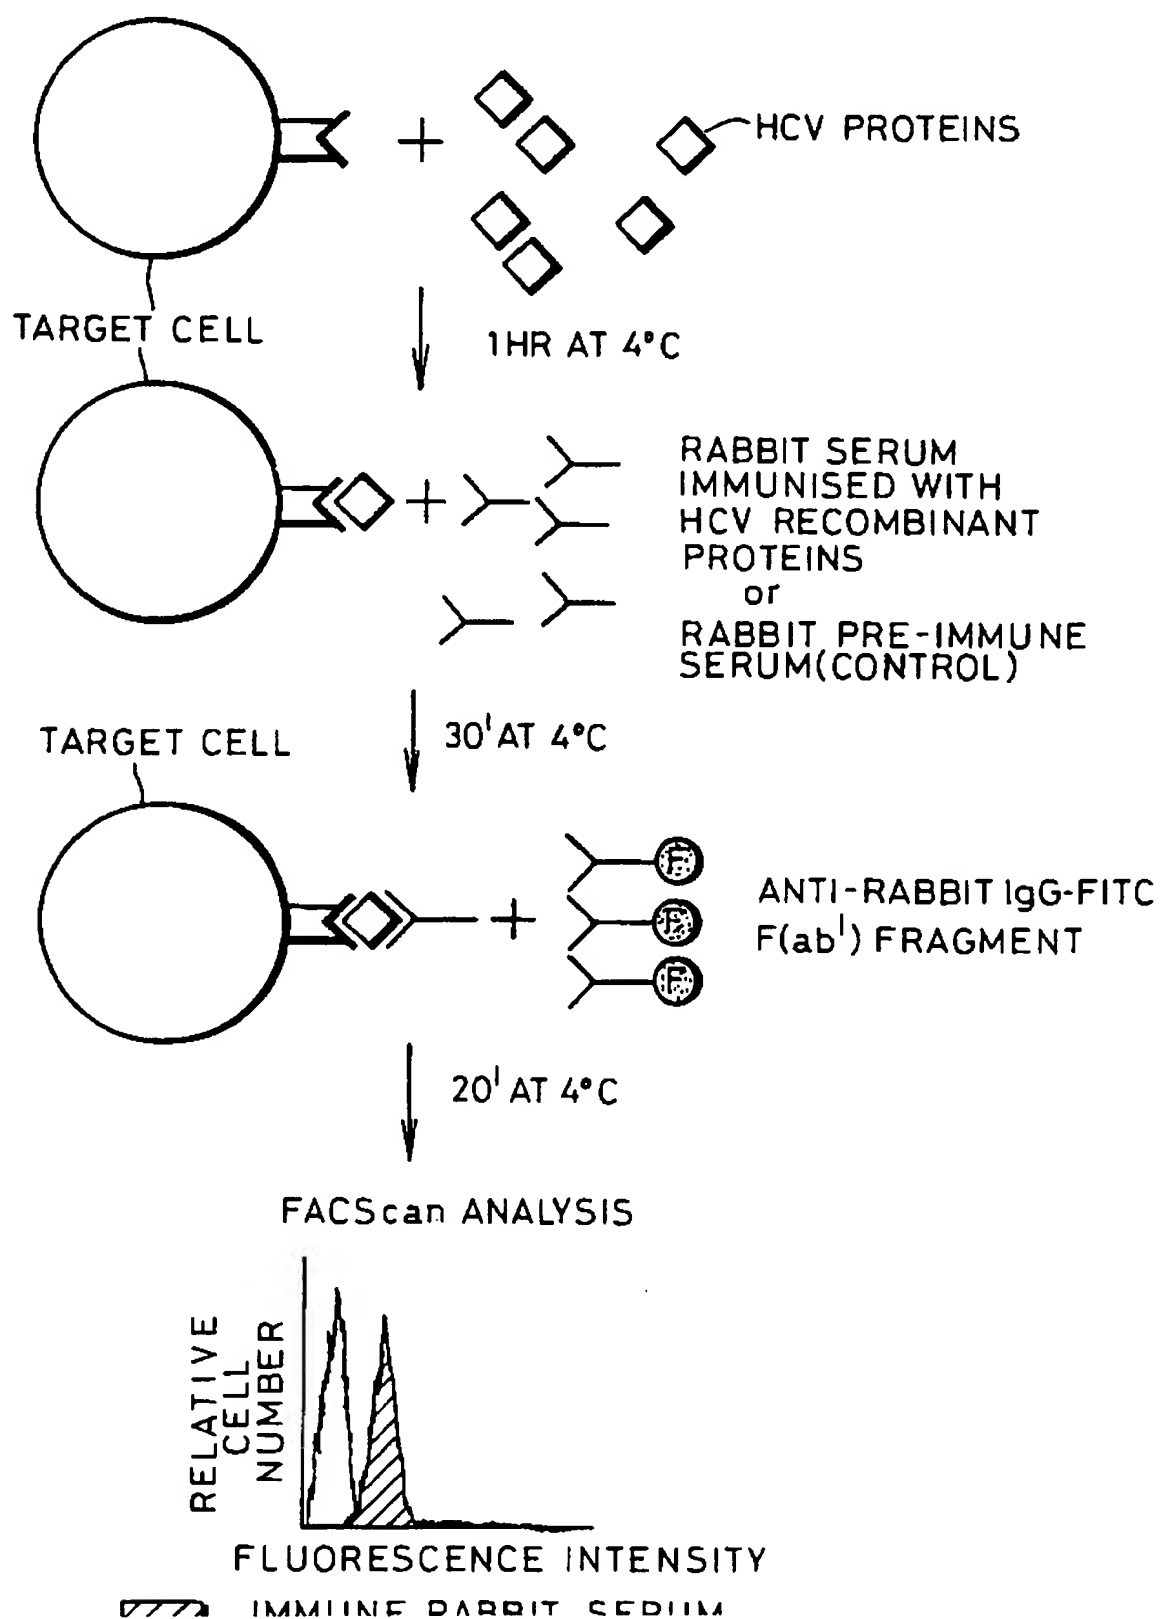 HCV PROTEINS
TARGET CELL
1HR AT 4°C
RABBIT SERUM
IMMUNISED WITH
HCV RECOMBINANT
PROTEINS
or
RABBIT PRE-IMMUNE
SERUM(CONTROL)
30' AT 4°C
TARGET CELL
F
F
F
ANTI-RABBIT IgG-FITC
F(ab') FRAGMENT
20' AT 4°C
FACScan ANALYSIS
RELATIVE
CELL
NUMBER
FLUORESCENCE INTENSITY
IMMUNE RABBIT SERUM